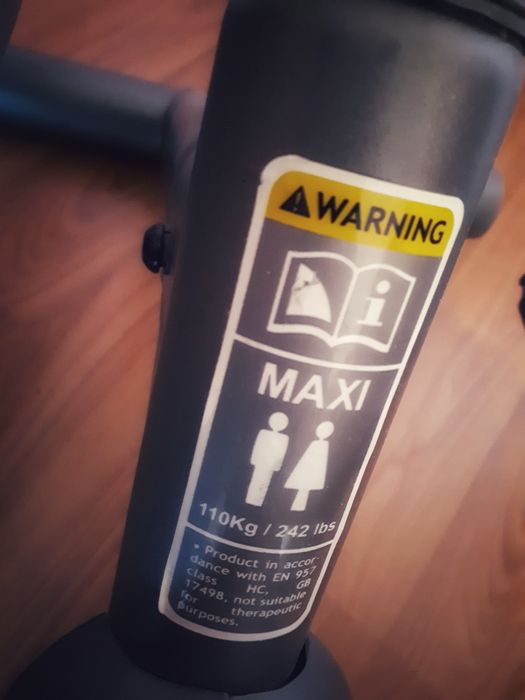 WARNING
i
MAXI
110Kg / 242 lbs
* Product in accor-
dance with EN 957
class HC, GB
17498, not suitable
for therapeutic
purposes.